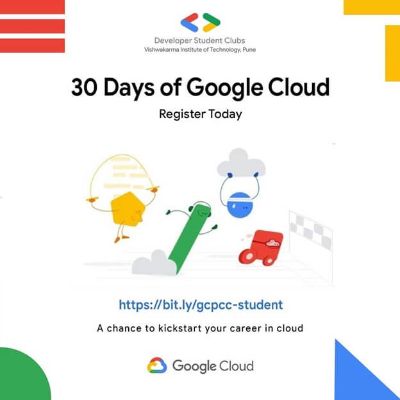 Developer Student Clubs
Vishwakarma Institute of Technology, Pune
30 Days of Google Cloud
Register Today
https://bit.ly/gcpcc-student
A chance to kickstart your career in cloud
Google Cloud